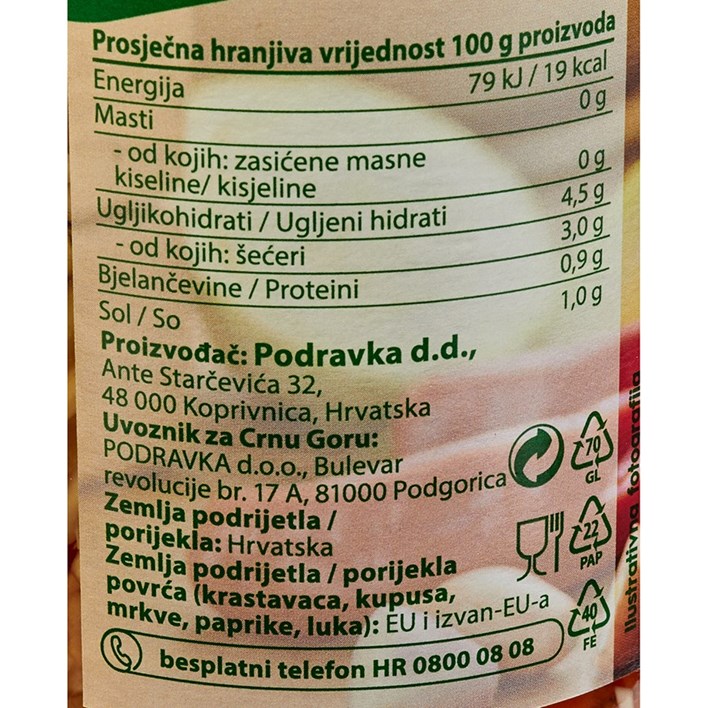 Prosječna hranjiva vrijednost 100 g proizvoda
Energija 79 kJ / 19 kcal
Masti 0 g
- od kojih: zasićene masne
kiseline/ kisjeline 0 g
Ugljikohidrati / Ugljeni hidrati 4,5 g
- od kojih: šećeri 3,0 g
Bjelančevine / Proteini 0,9 g
Sol / So 1,0 g
Proizvođač: Podravka d.d.,
Ante Starčevića 32,
48 000 Koprivnica, Hrvatska
Uvoznik za Crnu Goru:
PODRAVKA d.o.o., Bulevar
revolucije br. 17 A, 81000 Podgorica
Zemlja podrijetla /
porijekla: Hrvatska
Zemlja podrijetla / porijekla
povrća (krastavaca, kupusa,
mrkve, paprike, luka): EU i izvan-EU-a
besplatni telefon HR 0800 08 08
70
GL
22
PAP
40
FE
Ilustrativna fotografija